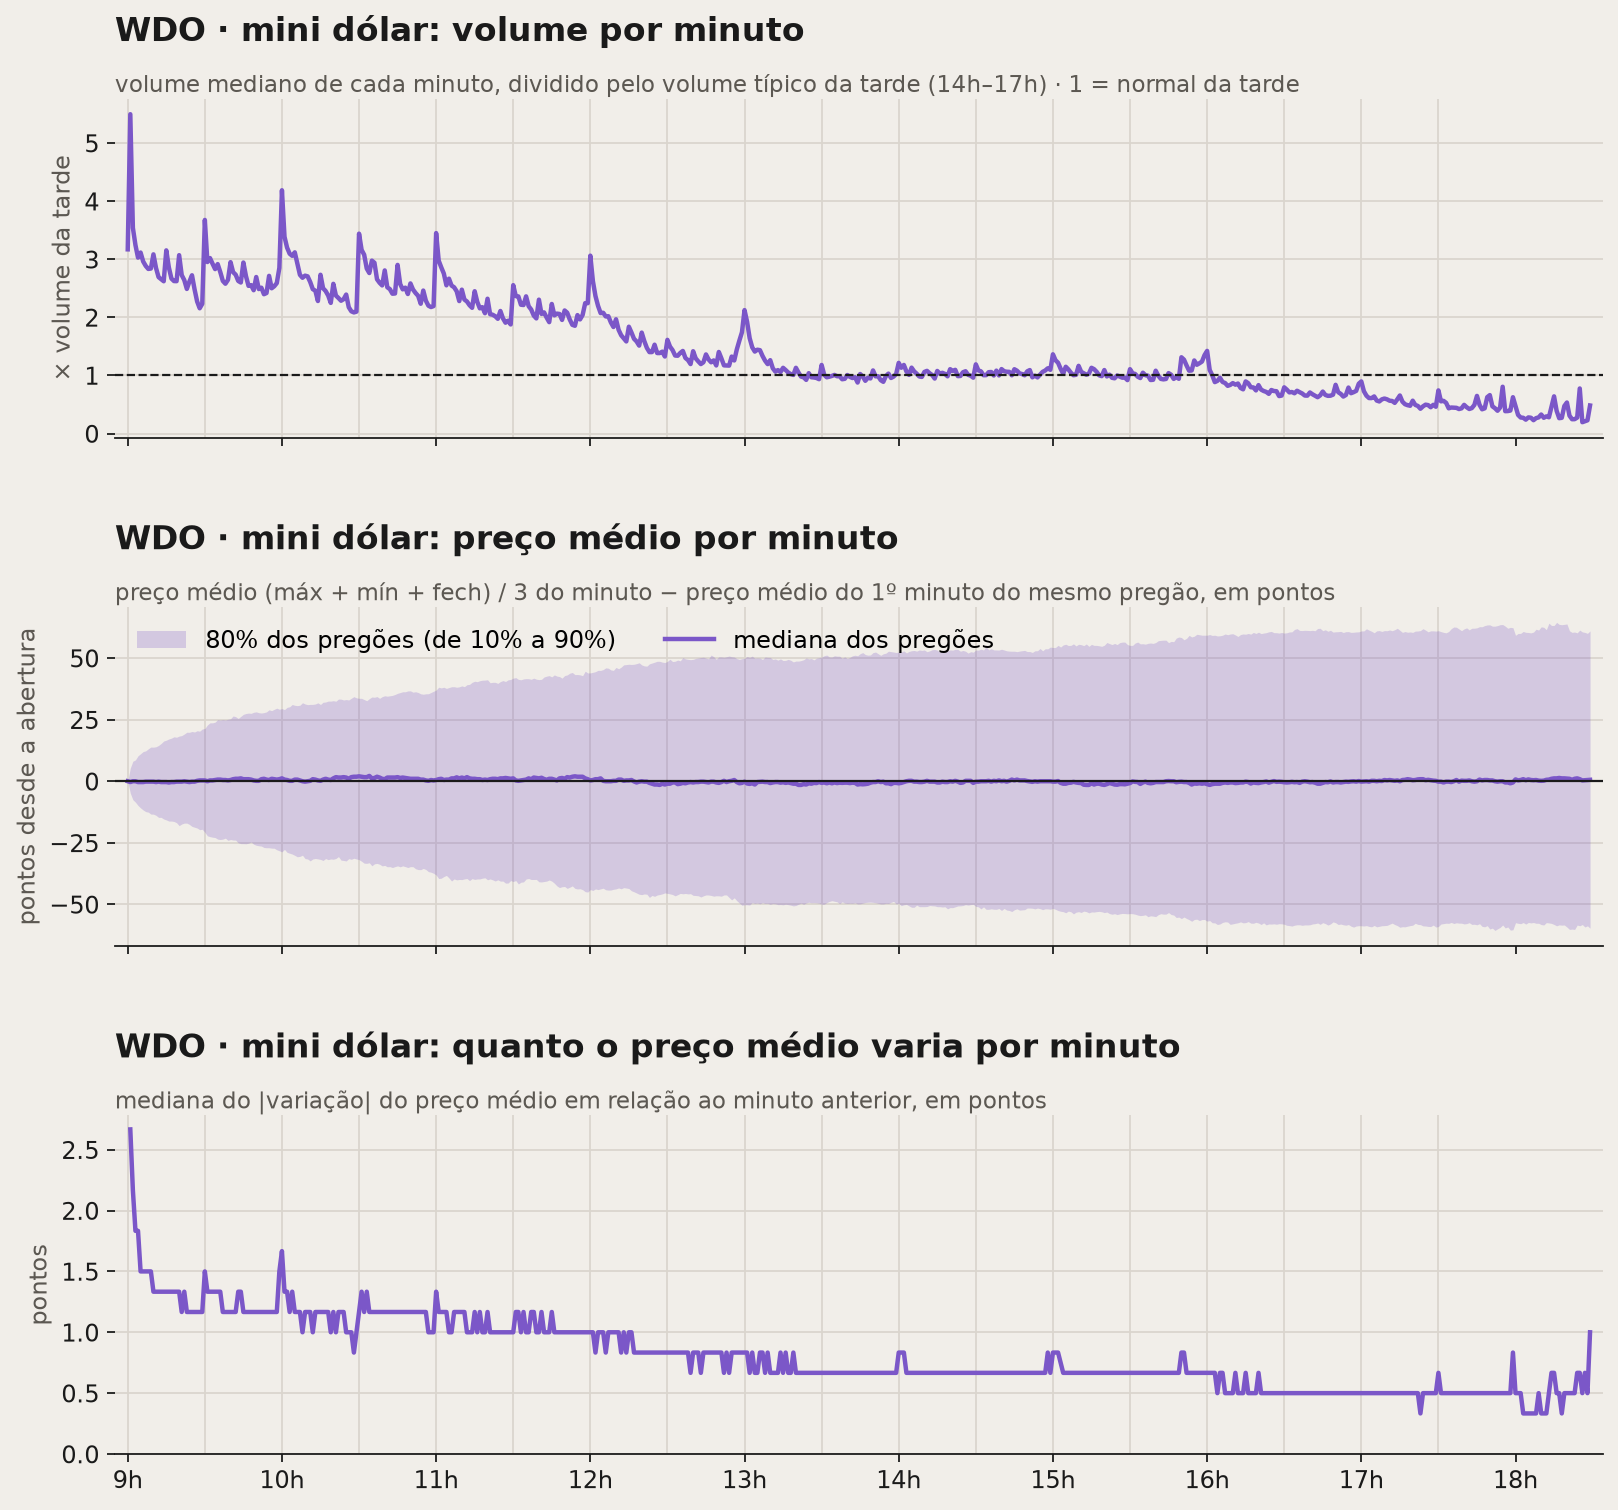 WDO · mini dólar: volume por minuto
volume mediano de cada minuto, dividido pelo volume típico da tarde (14h–17h) · 1 = normal da tarde
× volume da tarde
5
4
3
2
1
0
WDO · mini dólar: preço médio por minuto
preço médio (máx + mín + fech) / 3 do minuto − preço médio do 1º minuto do mesmo pregão, em pontos
80% dos pregões (de 10% a 90%)
mediana dos pregões
pontos desde a abertura
50
25
0
−25
−50
WDO · mini dólar: quanto o preço médio varia por minuto
mediana do |variação| do preço médio em relação ao minuto anterior, em pontos
pontos
2.5
2.0
1.5
1.0
0.5
0.0
9h 10h 11h 12h 13h 14h 15h 16h 17h 18h